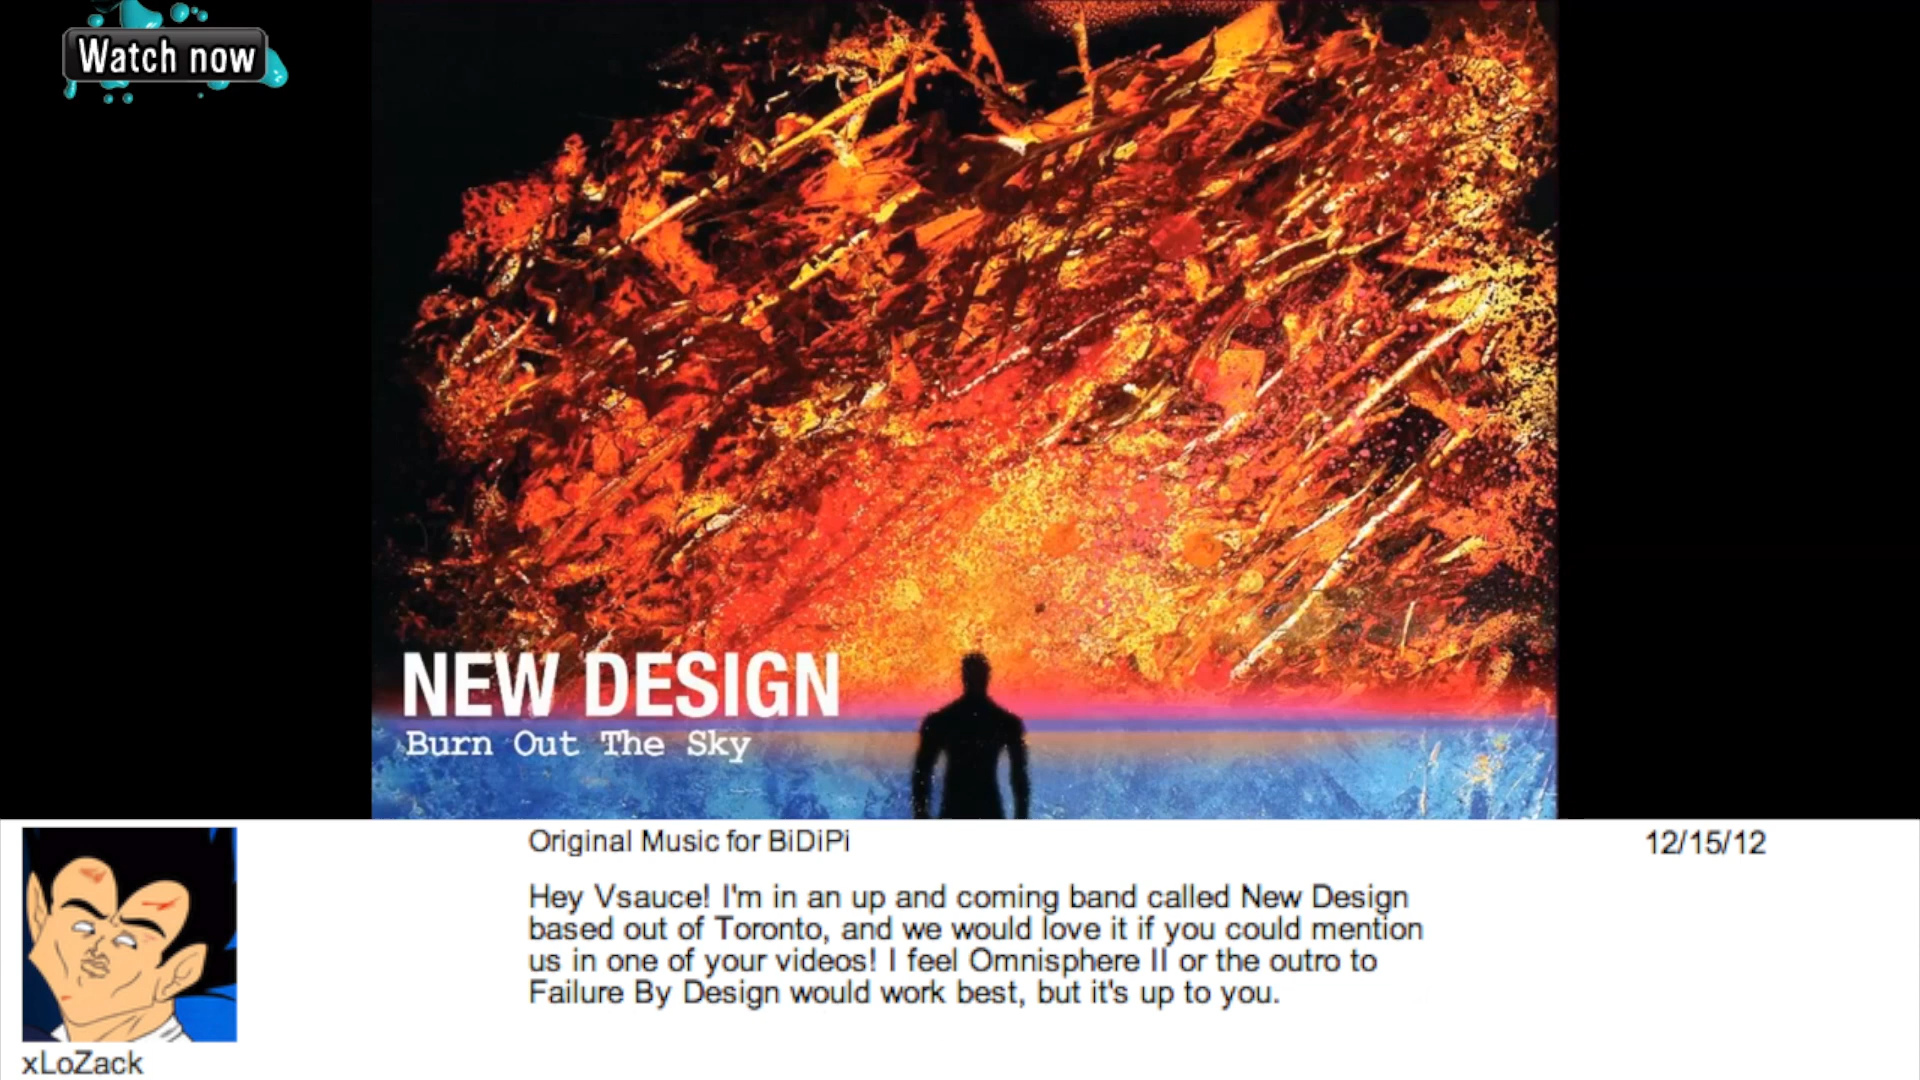 Watch now
NEW DESIGN
Burn Out The Sky
Original Music for BiDiPi
12/15/12
Hey Vsauce! I'm in an up and coming band called New Design
based out of Toronto, and we would love it if you could mention
us in one of your videos! I feel Omnisphere II or the outro to
Failure By Design would work best, but it's up to you.
xLoZack